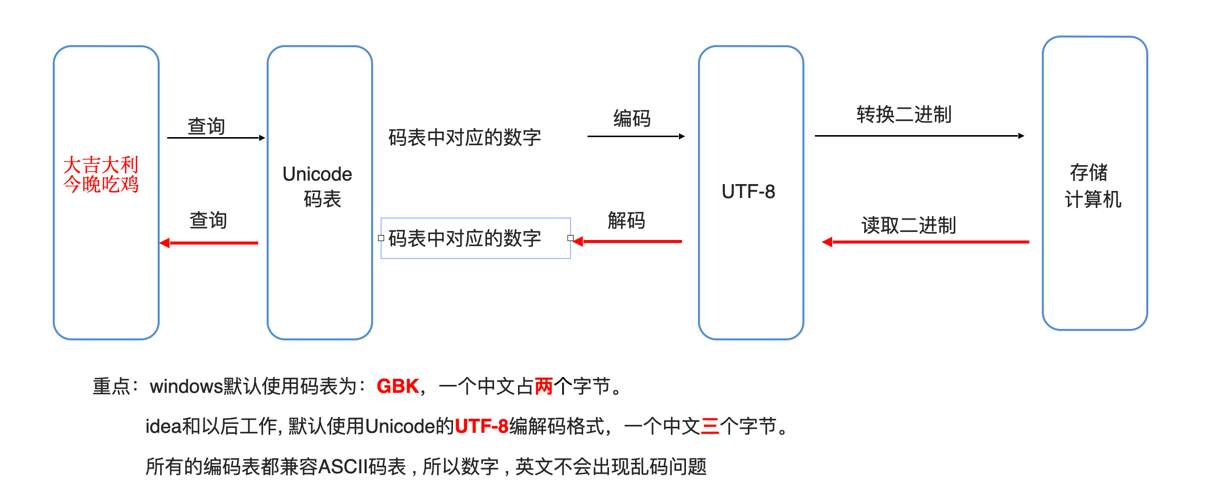 大吉大利
今晚吃鸡
查询
查询
Unicode
码表
码表中对应的数字
码表中对应的数字
编码
解码
UTF-8
转换二进制
读取二进制
存储
计算机
重点：windows默认使用码表为：GBK，一个中文占两个字节。
idea和以后工作, 默认使用Unicode的UTF-8编解码格式，一个中文三个字节。
所有的编码表都兼容ASCII码表 , 所以数字 , 英文不会出现乱码问题